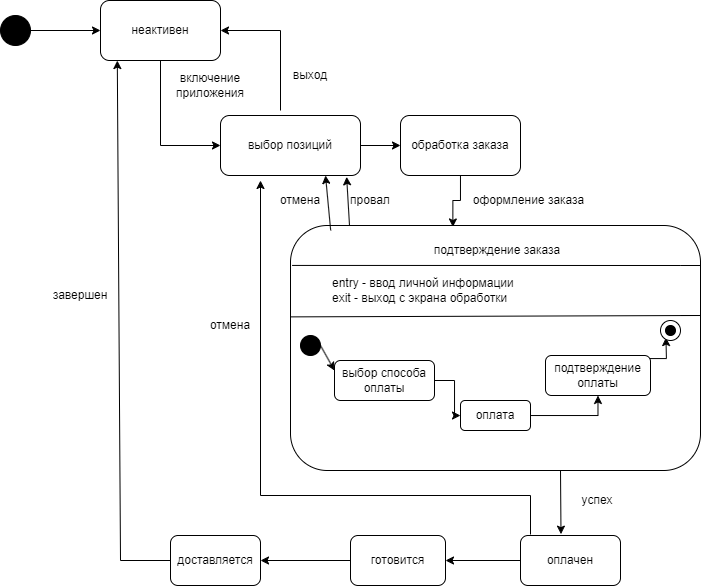 неактивен
включение
приложения
выход
выбор позиций
обработка заказа
отмена
провал
оформление заказа
подтверждение заказа
entry - ввод личной информации
exit - выход с экрана обработки
завершен
отмена
выбор способа
оплаты
подтверждение
оплаты
оплата
успех
доставляется
готовится
оплачен